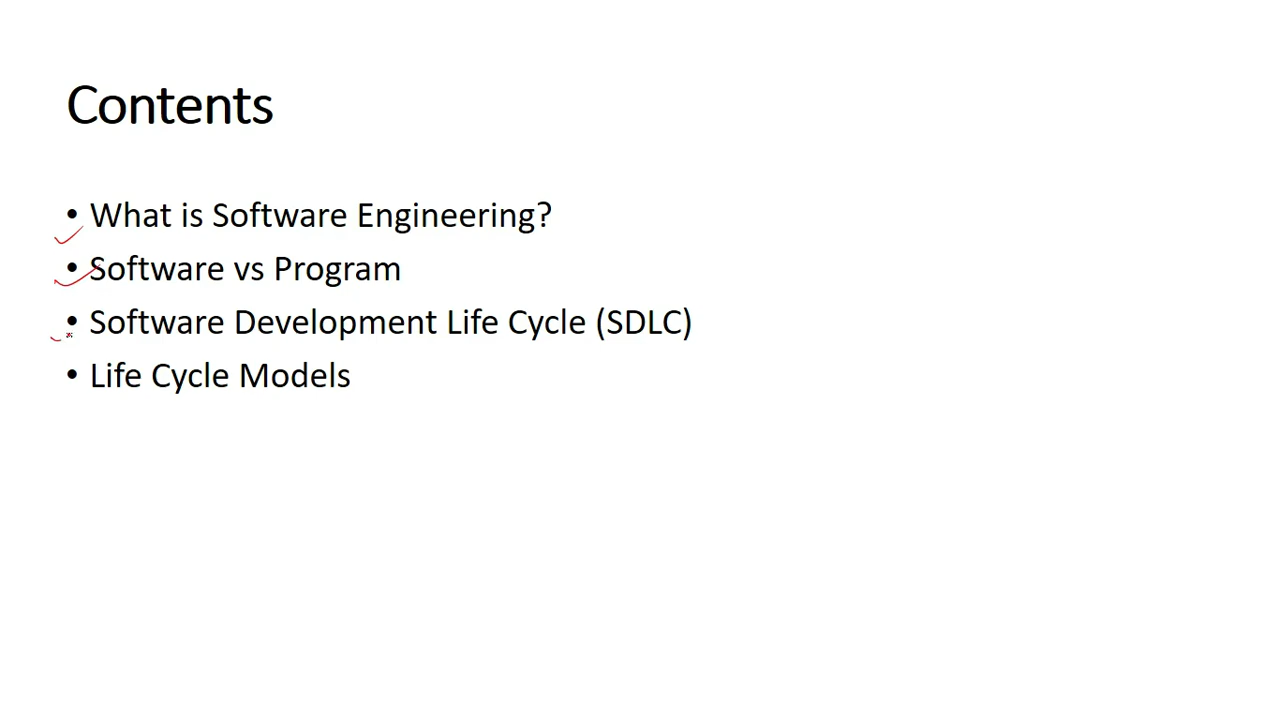 Contents
• What is Software Engineering?
• Software vs Program
• Software Development Life Cycle (SDLC)
• Life Cycle Models